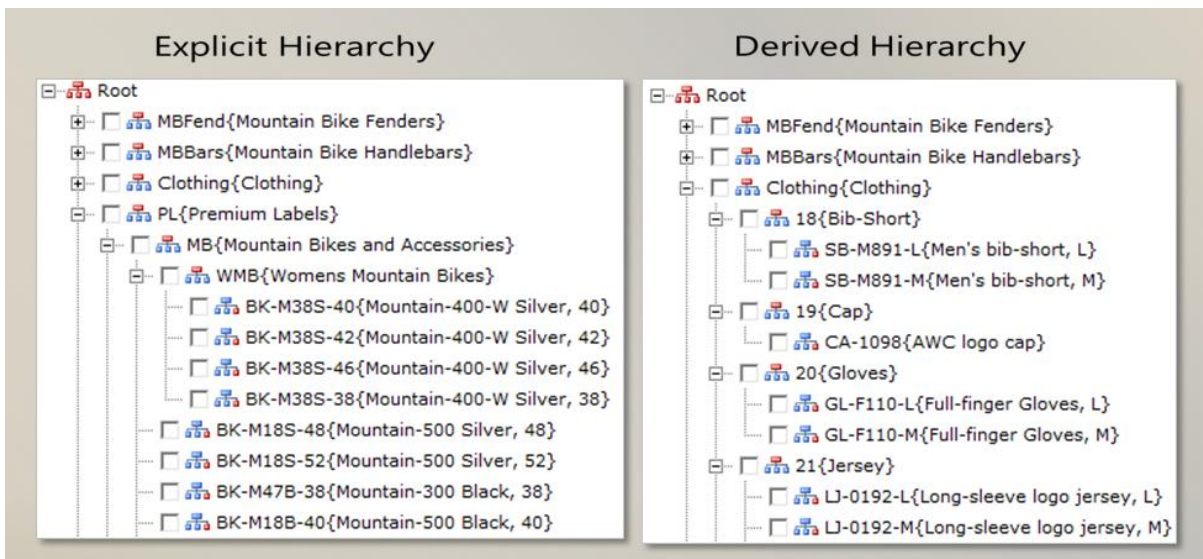 Explicit Hierarchy
Root
MBFend{Mountain Bike Fenders}
MBBars{Mountain Bike Handlebars}
Clothing{Clothing}
PL{Premium Labels}
MB{Mountain Bikes and Accessories}
WMB{Womens Mountain Bikes}
BK-M38S-40{Mountain-400-W Silver, 40}
BK-M38S-42{Mountain-400-W Silver, 42}
BK-M38S-46{Mountain-400-W Silver, 46}
BK-M38S-38{Mountain-400-W Silver, 38}
BK-M18S-48{Mountain-500 Silver, 48}
BK-M18S-52{Mountain-500 Silver, 52}
BK-M47B-38{Mountain-300 Black, 38}
BK-M18B-40{Mountain-500 Black, 40}
Derived Hierarchy
Root
MBFend{Mountain Bike Fenders}
MBBars{Mountain Bike Handlebars}
Clothing{Clothing}
18{Bib-Short}
SB-M891-L{Men's bib-short, L}
SB-M891-M{Men's bib-short, M}
19{Cap}
CA-1098{AWC logo cap}
20{Gloves}
GL-F110-L{Full-finger Gloves, L}
GL-F110-M{Full-finger Gloves, M}
21{Jersey}
LJ-0192-L{Long-sleeve logo jersey, L}
LJ-0192-M{Long-sleeve logo jersey, M}